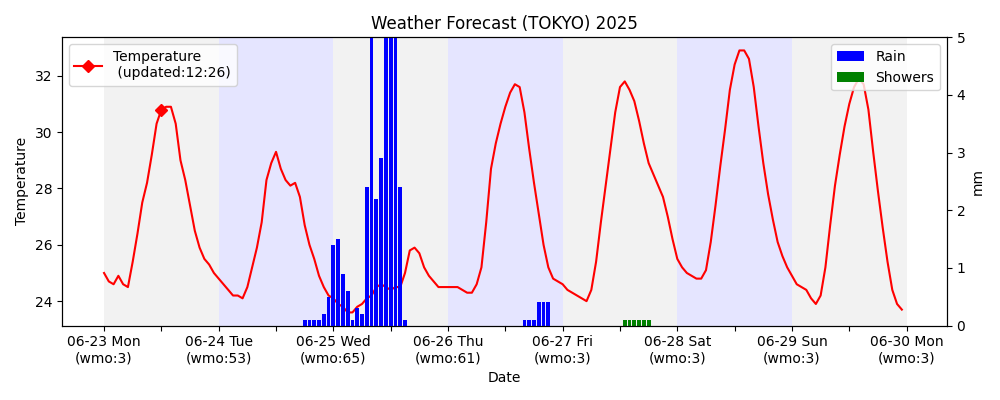 Weather Forecast (TOKYO) 2025
Temperature
(updated:12:26)
Rain
Showers
Temperature
32
30
28
26
24
5
4
3
2
1
0
mm
06-23 Mon
(wmo:3)
06-24 Tue
(wmo:53)
06-25 Wed
(wmo:65)
06-26 Thu
(wmo:61)
06-27 Fri
(wmo:3)
06-28 Sat
(wmo:3)
06-29 Sun
(wmo:3)
06-30 Mon
(wmo:3)
Date